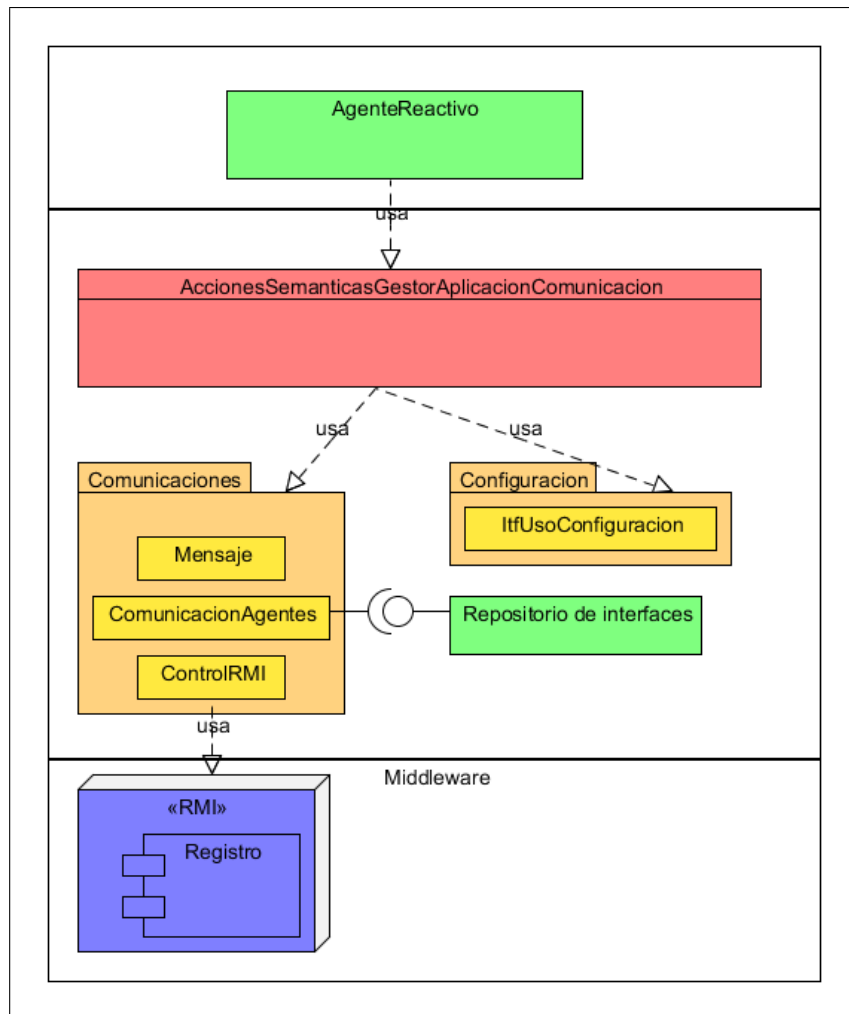 AgenteReactivo
usa
AccionesSemanticasGestorAplicacionComunicacion
usa
usa
Comunicaciones
Configuracion
ItfUsoConfiguracion
Mensaje
ComunicacionAgentes
Repositorio de interfaces
ControlRMI
usa
Middleware
«RMI»
Registro